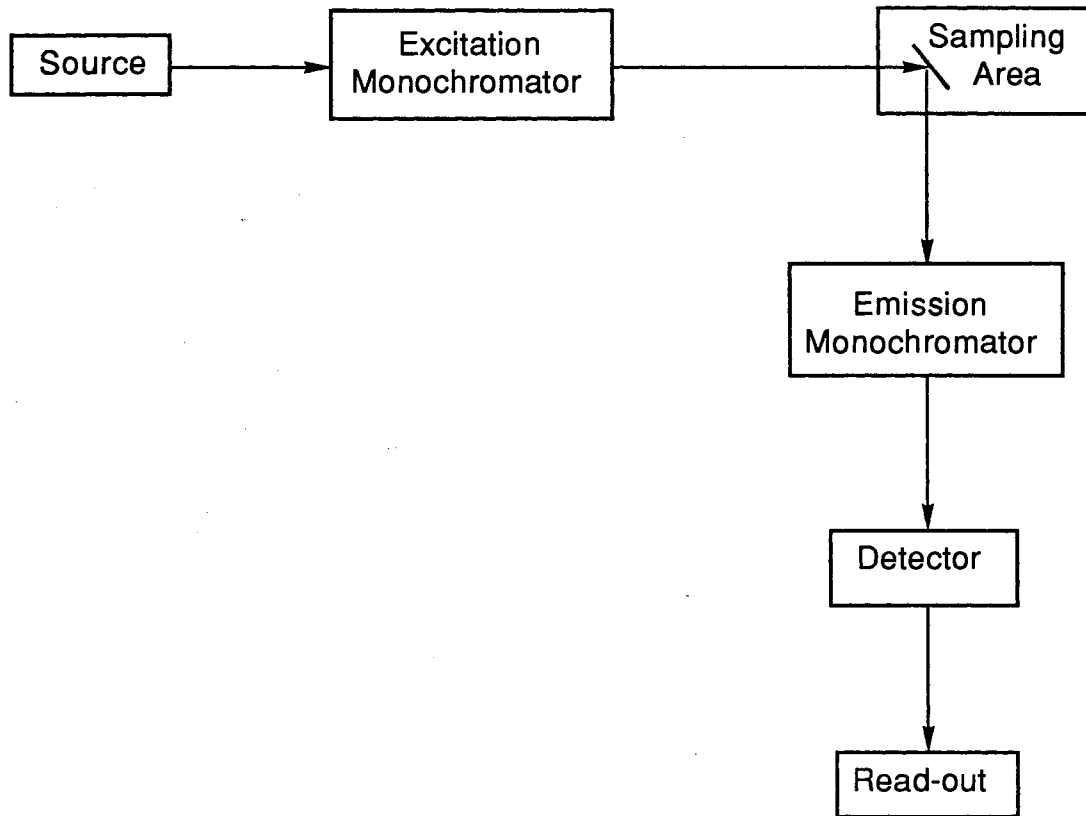 Source
Excitation
Monochromator
Sampling
Area
Emission
Monochromator
Detector
Read-out